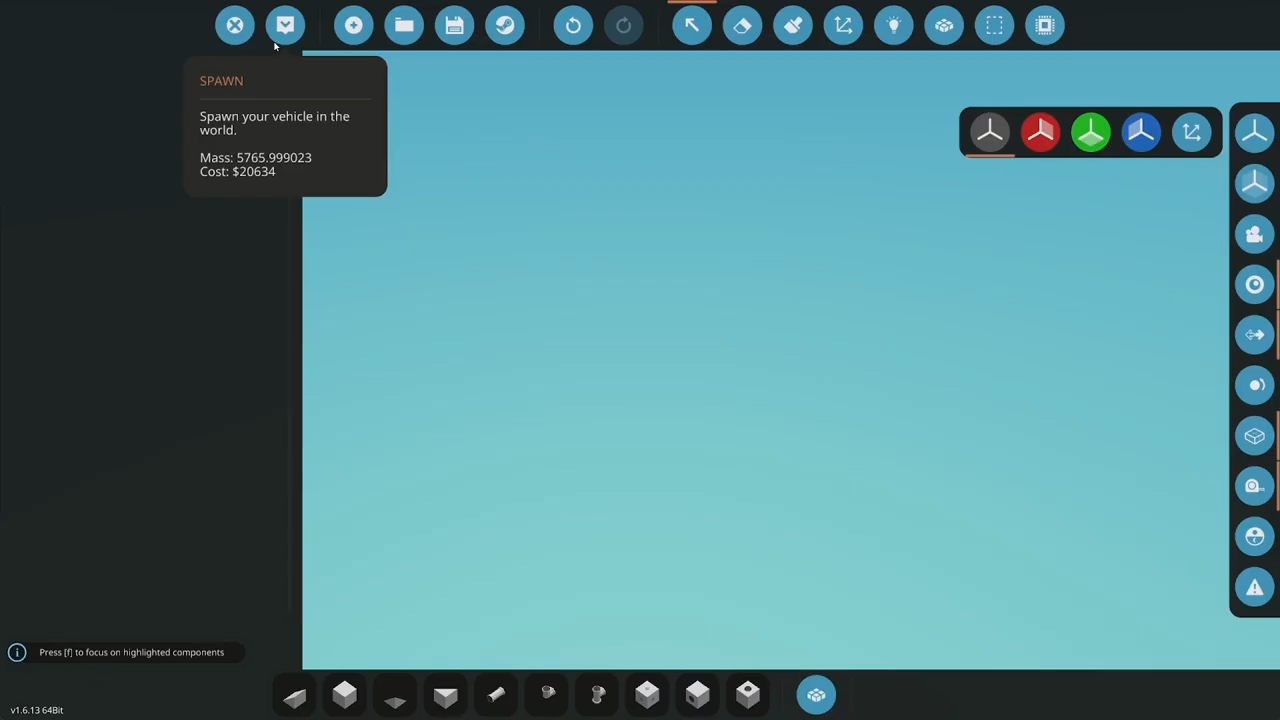 SPAWN
Spawn your vehicle in the
world.
Mass: 5765.999023
Cost: $20634
Press [f] to focus on highlighted components
v1.6.13 64Bit